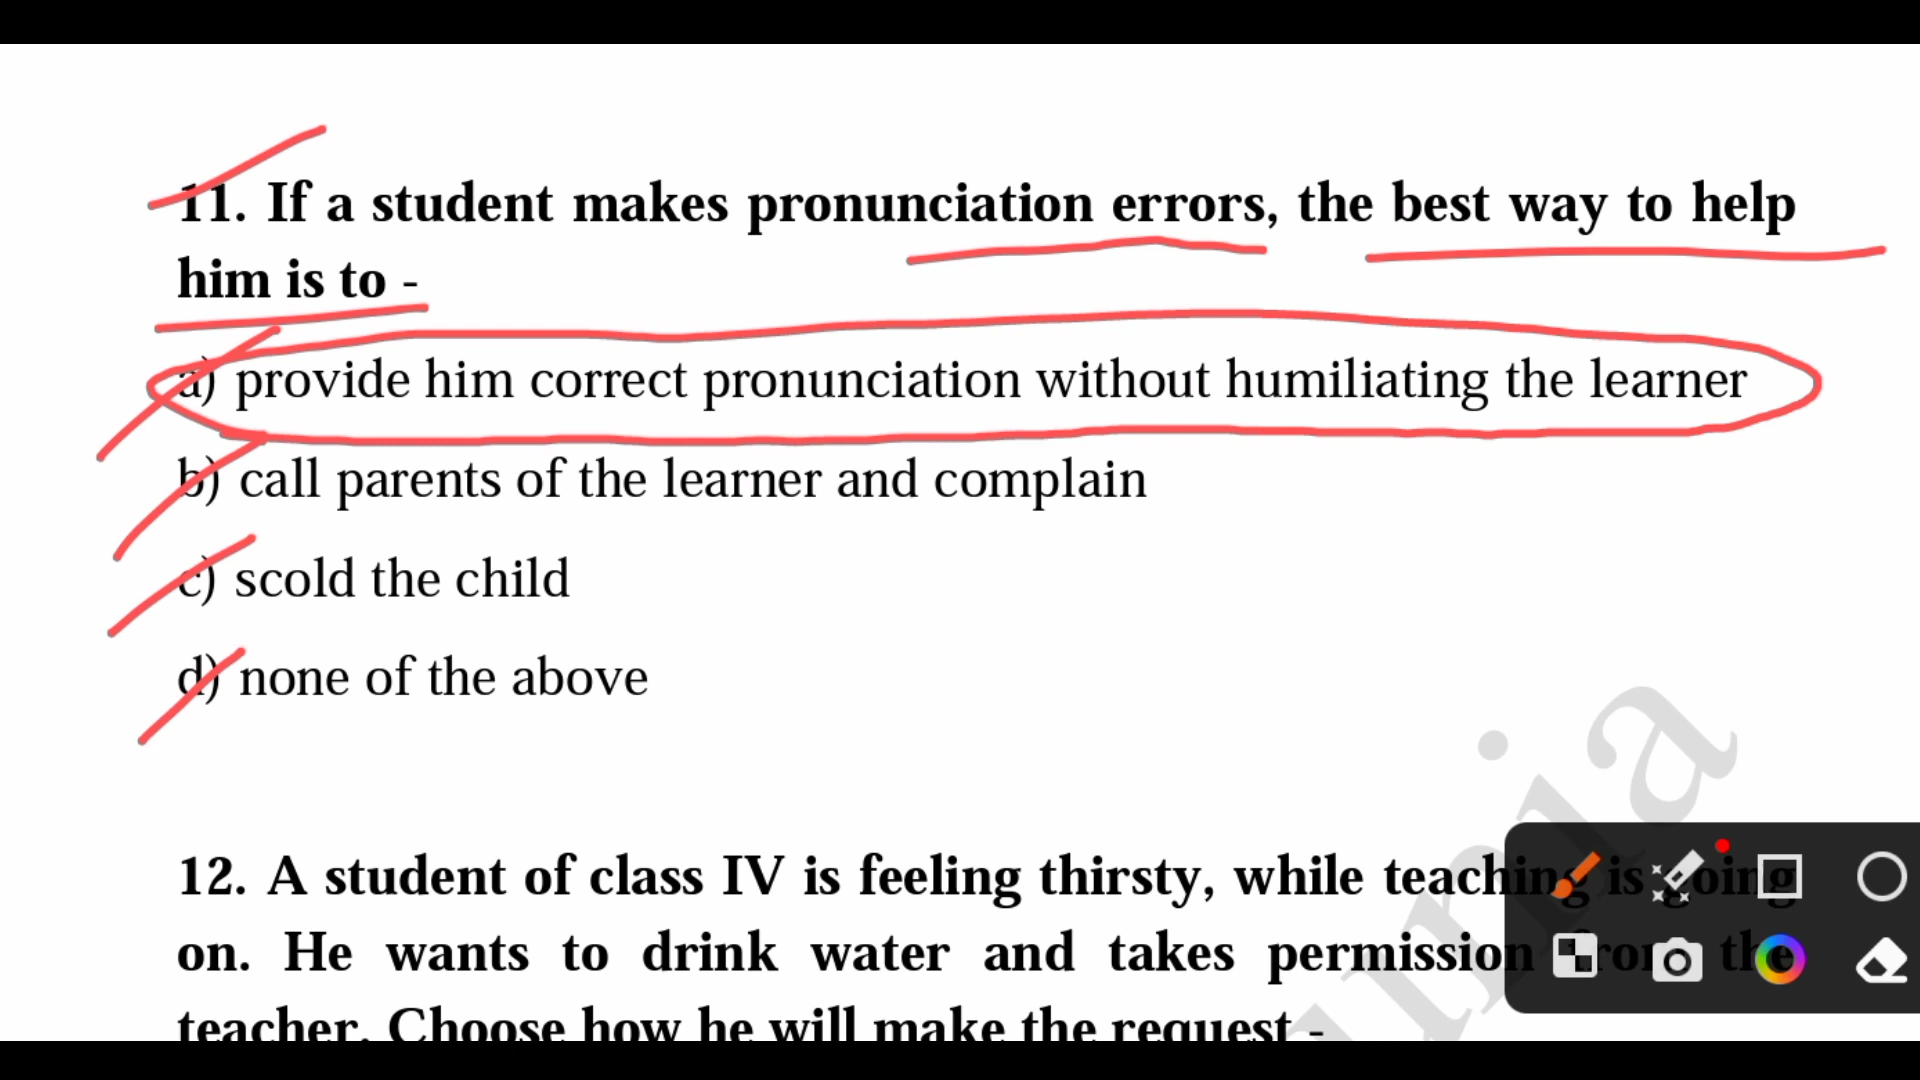 11. If a student makes pronunciation errors, the best way to help
him is to -
a) provide him correct pronunciation without humiliating the learner
b) call parents of the learner and complain
c) scold the child
d) none of the above
12. A student of class IV is feeling thirsty, while teaching is going
on. He wants to drink water and takes permission from the
teacher. Choose how he will make the request -